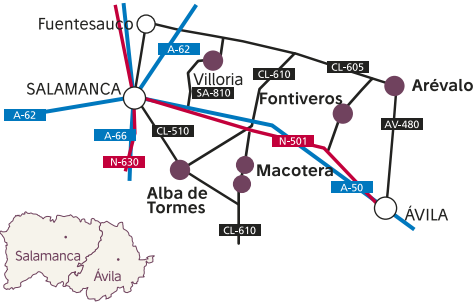 Fuentesauco
A-62
CL-605
CL-610
Villoria
SALAMANCA
SA-810
Arévalo
Fontiveros
A-62
AV-480
A-66
CL-510
N-501
N-630
Macotera
Alba de
Tormes
A-50
ÁVILA
CL-610
Salamanca
Ávila